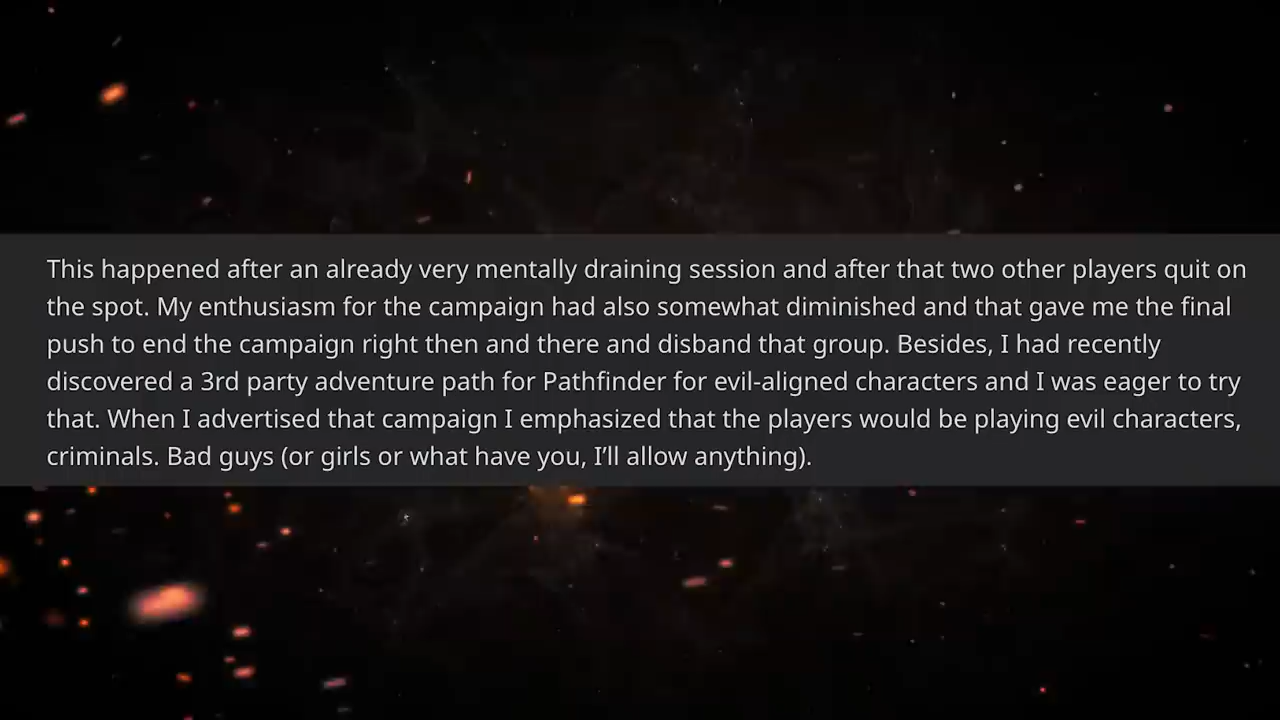 This happened after an already very mentally draining session and after that two other players quit on
the spot. My enthusiasm for the campaign had also somewhat diminished and that gave me the final
push to end the campaign right then and there and disband that group. Besides, I had recently
discovered a 3rd party adventure path for Pathfinder for evil-aligned characters and I was eager to try
that. When I advertised that campaign I emphasized that the players would be playing evil characters,
criminals. Bad guys (or girls or what have you, I’ll allow anything).